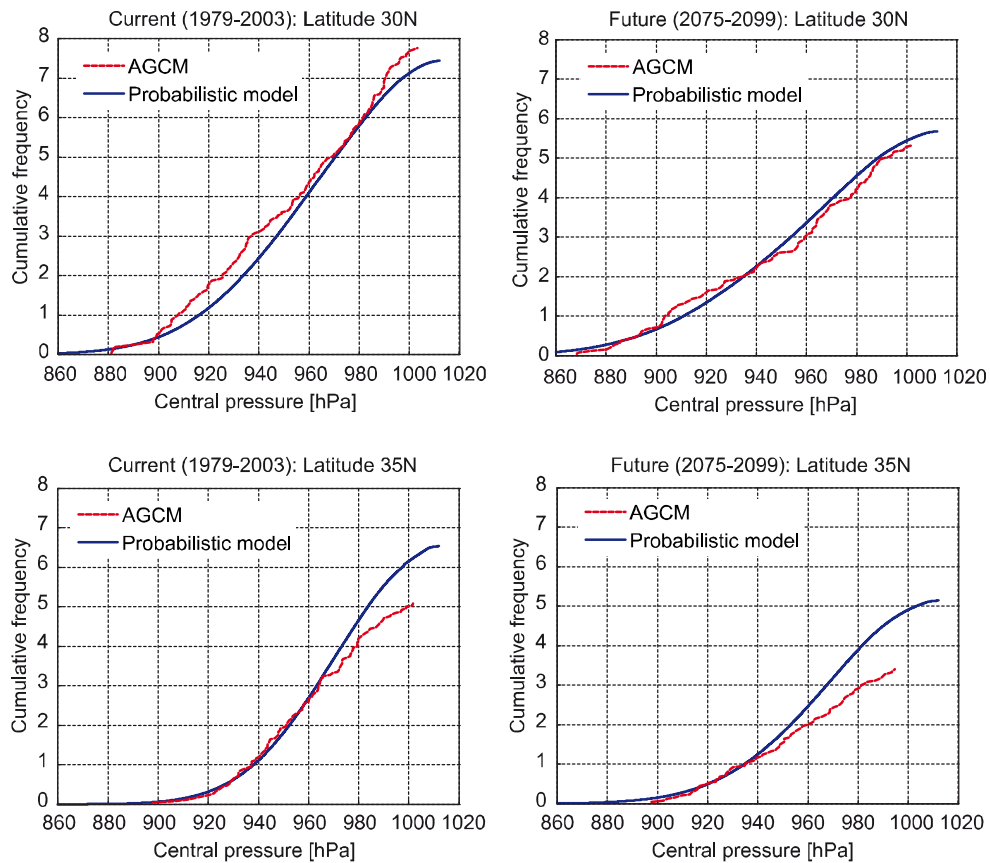 Current (1979-2003): Latitude 30N
8
7
6
5
4
3
2
1
0
Cumulative frequency
AGCM
Probabilistic model
860 880 900 920 940 960 980 1000 1020
Central pressure [hPa]
Future (2075-2099): Latitude 30N
8
7
6
5
4
3
2
1
0
Cumulative frequency
AGCM
Probabilistic model
860 880 900 920 940 960 980 1000 1020
Central pressure [hPa]
Current (1979-2003): Latitude 35N
8
7
6
5
4
3
2
1
0
Cumulative frequency
AGCM
Probabilistic model
860 880 900 920 940 960 980 1000 1020
Central pressure [hPa]
Future (2075-2099): Latitude 35N
8
7
6
5
4
3
2
1
0
Cumulative frequency
AGCM
Probabilistic model
860 880 900 920 940 960 980 1000 1020
Central pressure [hPa]